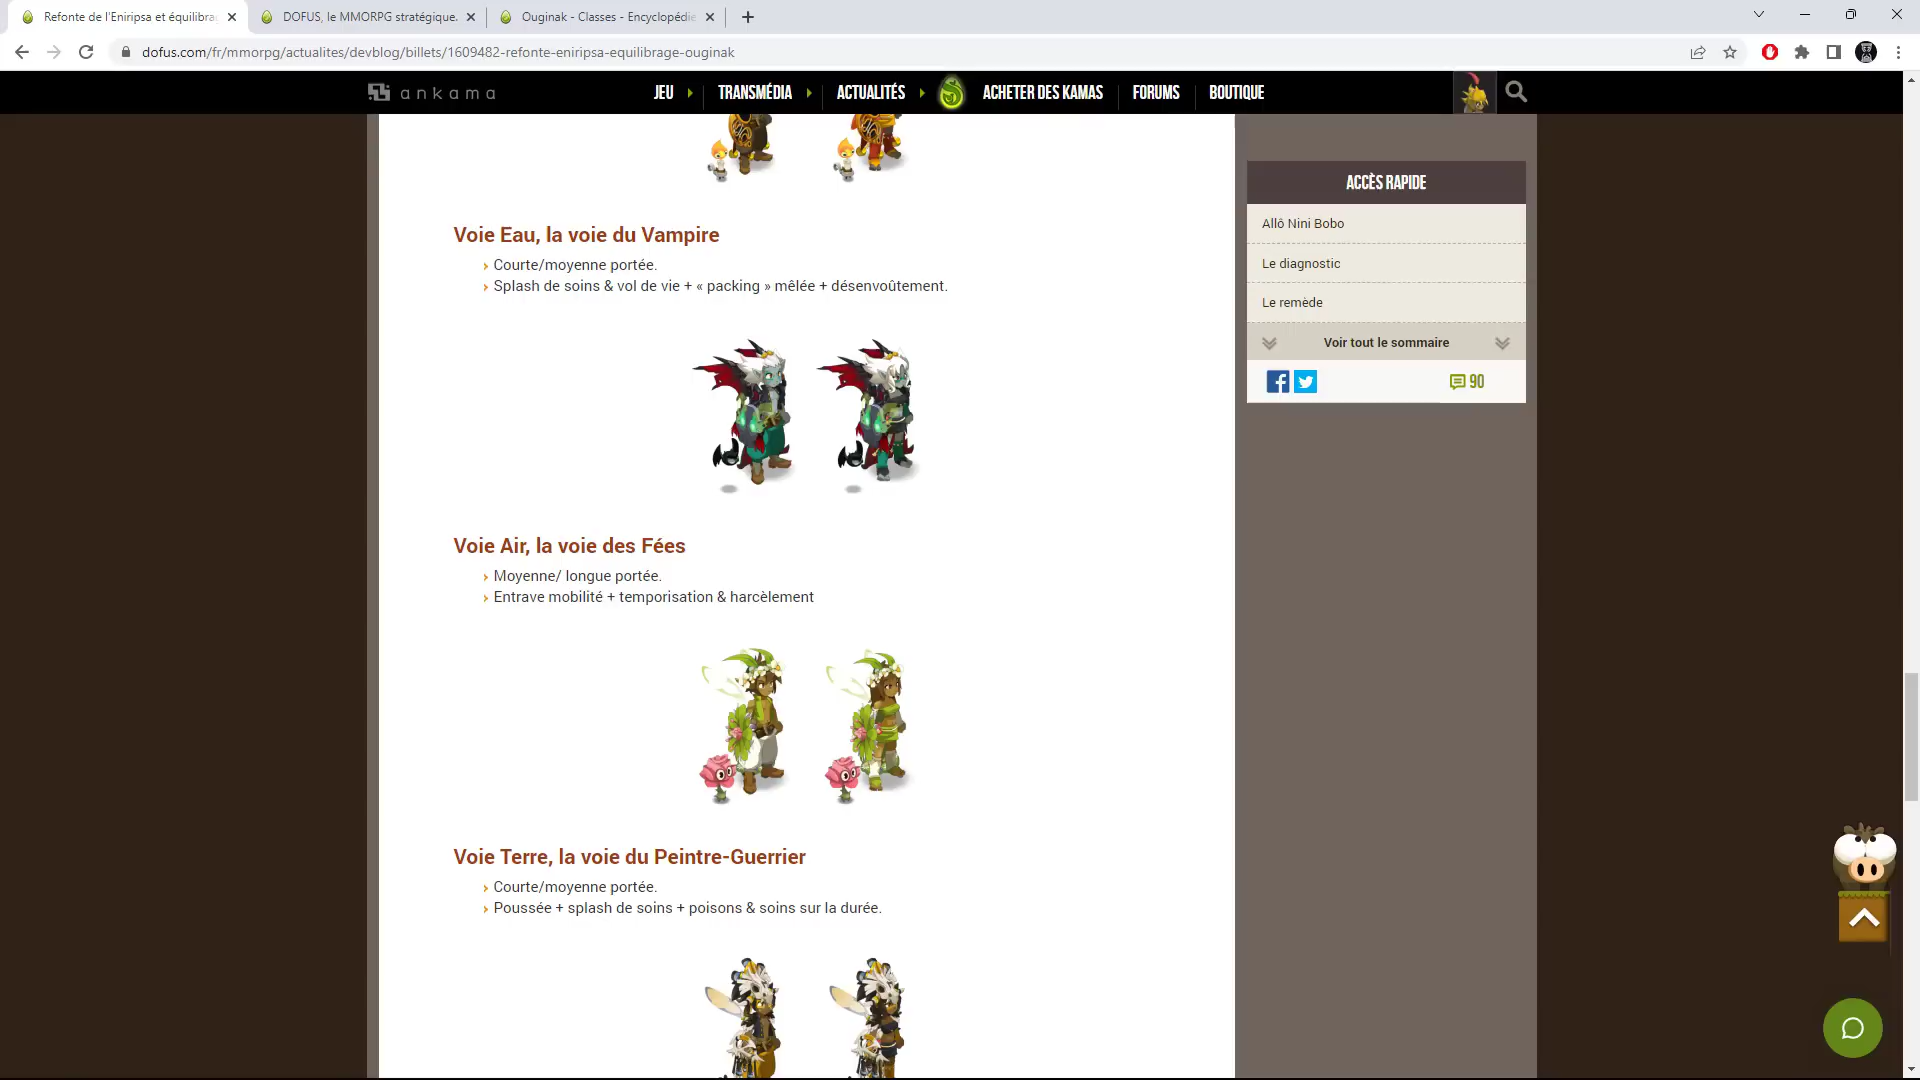 Refonte de l'Eniripsa et équilibra
DOFUS, le MMORPG stratégique.
Ouginak - Classes - Encyclopédie
dofus.com/fr/mmorpg/actualites/devblog/billets/1609482-refonte-eniripsa-equilibrage-ouginak
ankama
JEU
TRANSMÉDIA
ACTUALITÉS
ACHETER DES KAMAS
FORUMS
BOUTIQUE
ACCÈS RAPIDE
Allô Nini Bobo
Le diagnostic
Le remède
Voir tout le sommaire
90
Voie Eau, la voie du Vampire
Courte/moyenne portée.
Splash de soins & vol de vie + « packing » mêlée + désenvoûtement.
Voie Air, la voie des Fées
Moyenne/ longue portée.
Entrave mobilité + temporisation & harcèlement
Voie Terre, la voie du Peintre-Guerrier
Courte/moyenne portée.
Poussée + splash de soins + poisons & soins sur la durée.